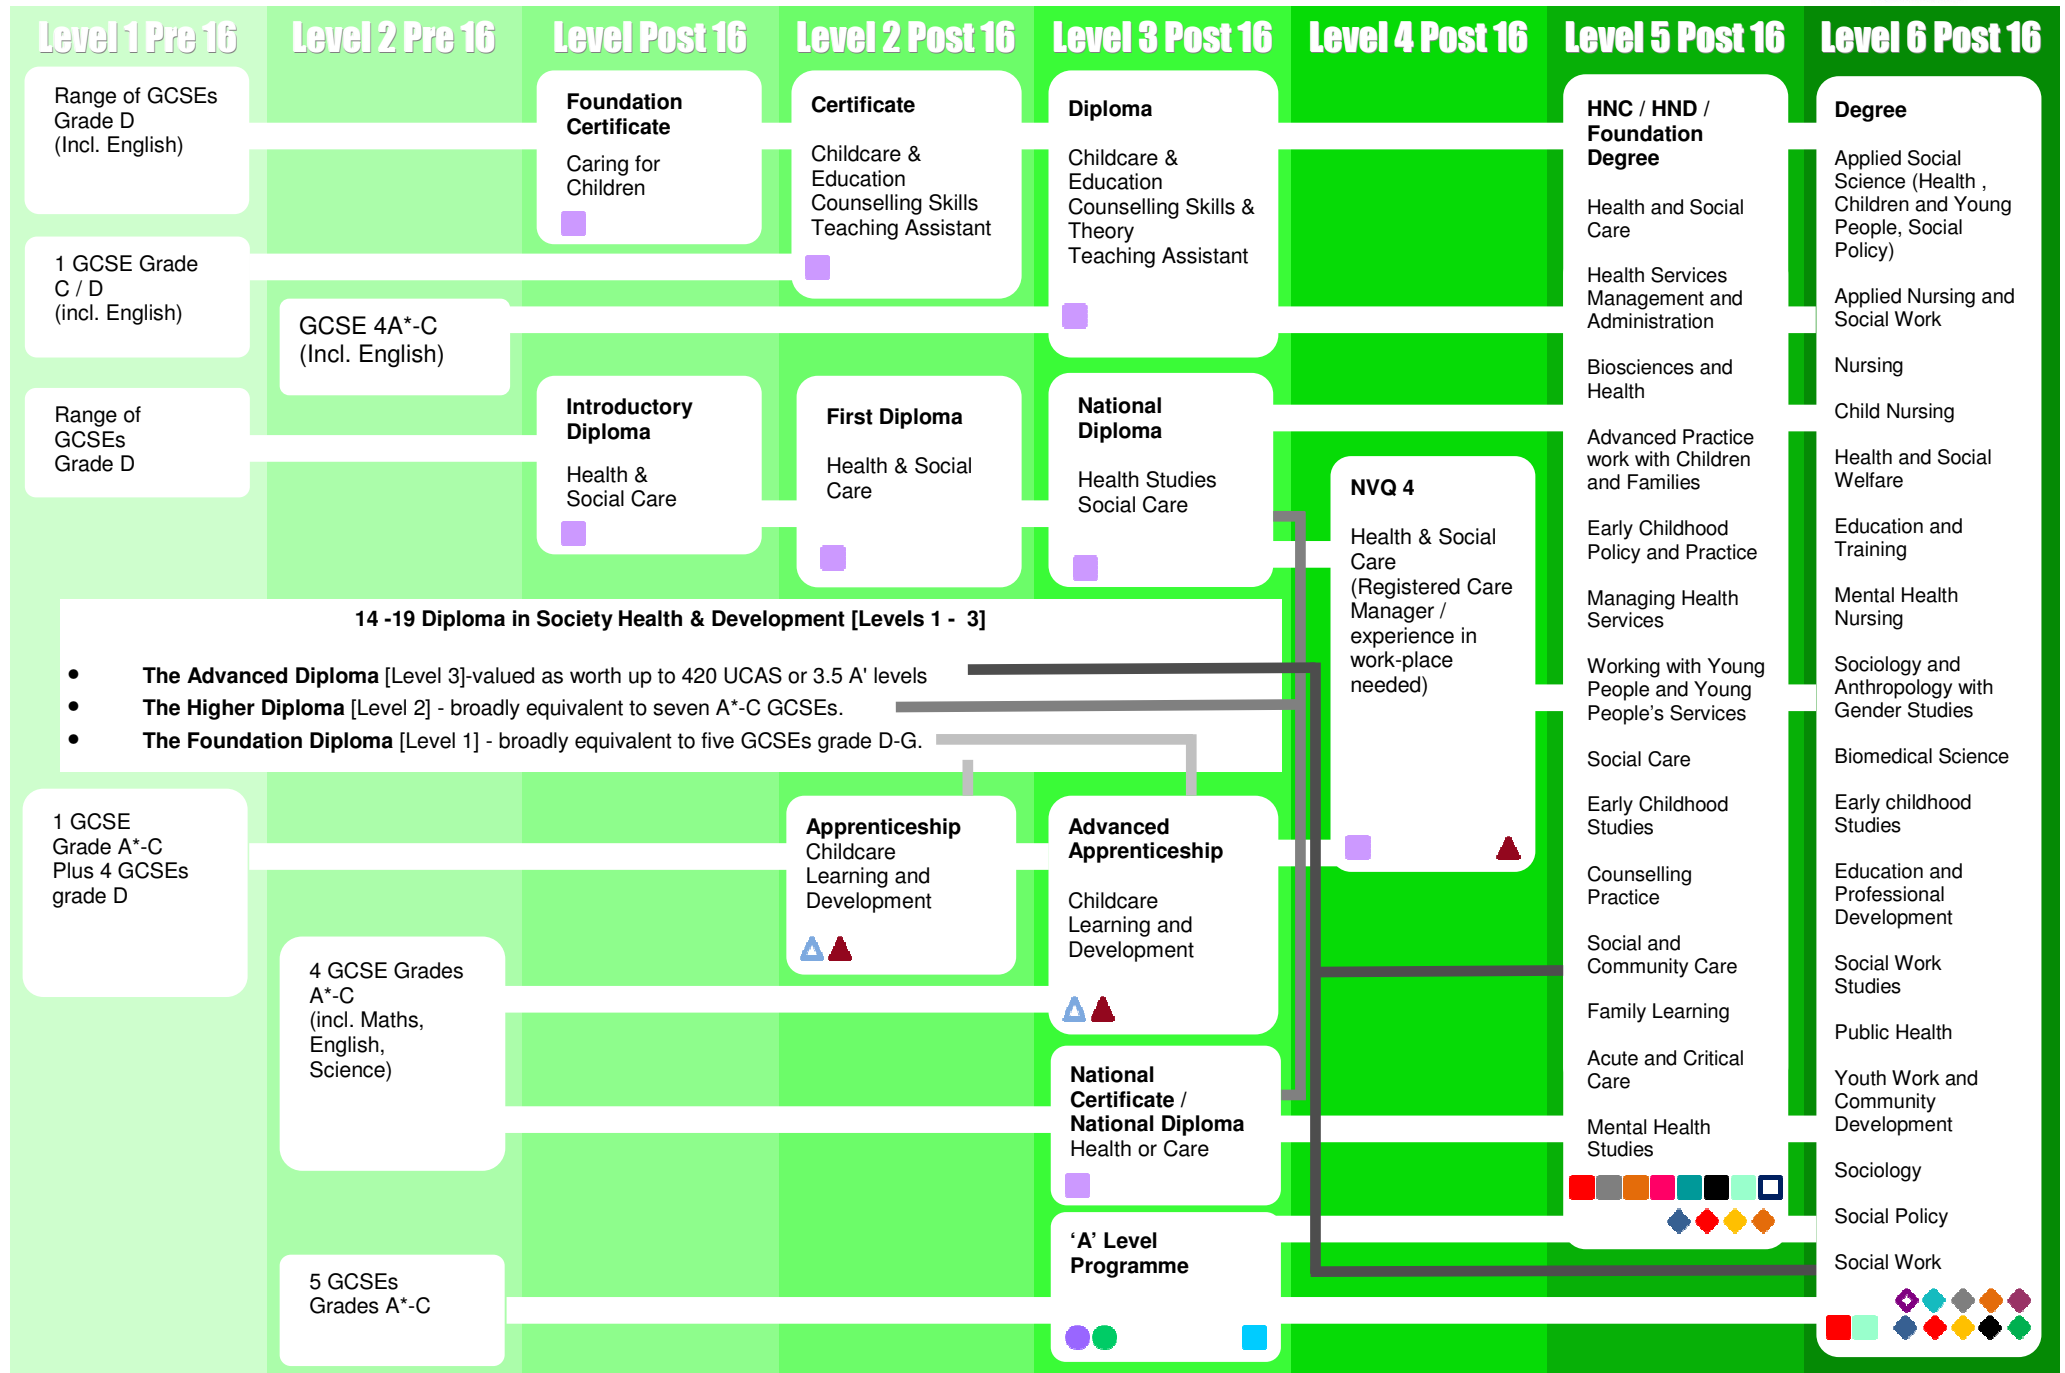 Level 1 Pre 16
Level 2 Pre 16
Level Post 16
Level 2 Post 16
Level 3 Post 16
Level 4 Post 16
Level 5 Post 16
Level 6 Post 16
Range of GCSEs
Grade D
(Incl. English)
1 GCSE Grade
C / D
(incl. English)
Range of
GCSEs
Grade D
GCSE 4A*-C
(Incl. English)
Foundation
Certificate
Caring for
Children
Introductory
Diploma
Health &
Social Care
Certificate
Childcare &
Education
Counselling Skills
Teaching Assistant
First Diploma
Health & Social
Care
Diploma
Childcare &
Education
Counselling Skills &
Theory
Teaching Assistant
National
Diploma
Health Studies
Social Care
14 -19 Diploma in Society Health & Development [Levels 1 - 3]
• The Advanced Diploma [Level 3]-valued as worth up to 420 UCAS or 3.5 A' levels
• The Higher Diploma [Level 2] - broadly equivalent to seven A*-C GCSEs.
• The Foundation Diploma [Level 1] - broadly equivalent to five GCSEs grade D-G.
1 GCSE
Grade A*-C
Plus 4 GCSEs
grade D
4 GCSE Grades
A*-C
(incl. Maths,
English,
Science)
5 GCSEs
Grades A*-C
Apprenticeship
Childcare
Learning and
Development
Advanced
Apprenticeship
Childcare
Learning and
Development
National
Certificate /
National Diploma
Health or Care
‘A’ Level
Programme
NVQ 4
Health & Social
Care
(Registered Care
Manager /
experience in
work-place
needed)
HNC / HND /
Foundation
Degree
Health and Social
Care
Health Services
Management and
Administration
Biosciences and
Health
Advanced Practice
work with Children
and Families
Early Childhood
Policy and Practice
Managing Health
Services
Working with Young
People and Young
People’s Services
Social Care
Early Childhood
Studies
Counselling
Practice
Social and
Community Care
Family Learning
Acute and Critical
Care
Mental Health
Studies
Degree
Applied Social
Science (Health ,
Children and Young
People, Social
Policy)
Applied Nursing and
Social Work
Nursing
Child Nursing
Health and Social
Welfare
Education and
Training
Mental Health
Nursing
Sociology and
Anthropology with
Gender Studies
Biomedical Science
Early childhood
Studies
Education and
Professional
Development
Social Work
Studies
Public Health
Youth Work and
Community
Development
Sociology
Social Policy
Social Work